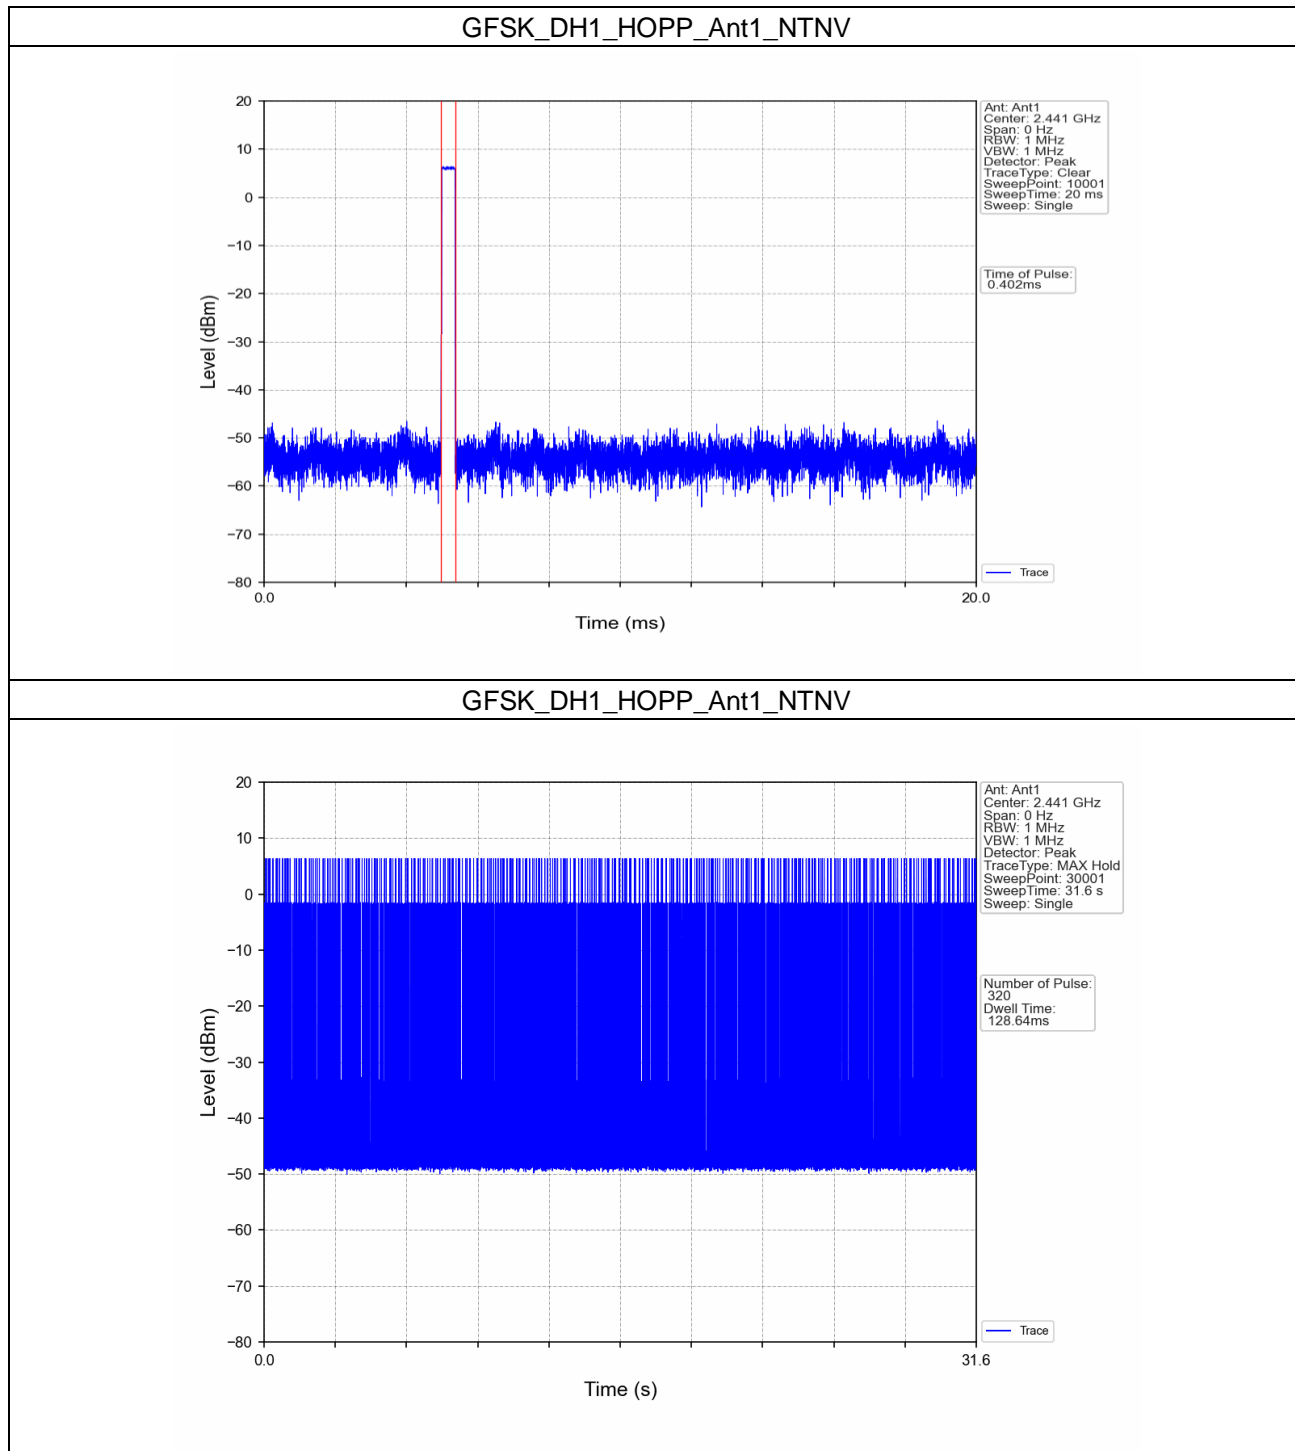 GFSK_DH1_HOPP_Ant1_NTNV
20
10
0
−10
−20
−30
−40
−50
−60
−70
−80
Level (dBm)
0.0
20.0
Time (ms)
Ant: Ant1
Center: 2.441 GHz
Span: 0 Hz
RBW: 1 MHz
VBW: 1 MHz
Detector: Peak
TraceType: Clear
SweepPoint: 10001
SweepTime: 20 ms
Sweep: Single
Time of Pulse:
0.402ms
Trace
GFSK_DH1_HOPP_Ant1_NTNV
20
10
0
−10
−20
−30
−40
−50
−60
−70
−80
Level (dBm)
0.0
31.6
Time (s)
Ant: Ant1
Center: 2.441 GHz
Span: 0 Hz
RBW: 1 MHz
VBW: 1 MHz
Detector: Peak
TraceType: MAX Hold
SweepPoint: 30001
SweepTime: 31.6 s
Sweep: Single
Number of Pulse:
320
Dwell Time:
128.64ms
Trace